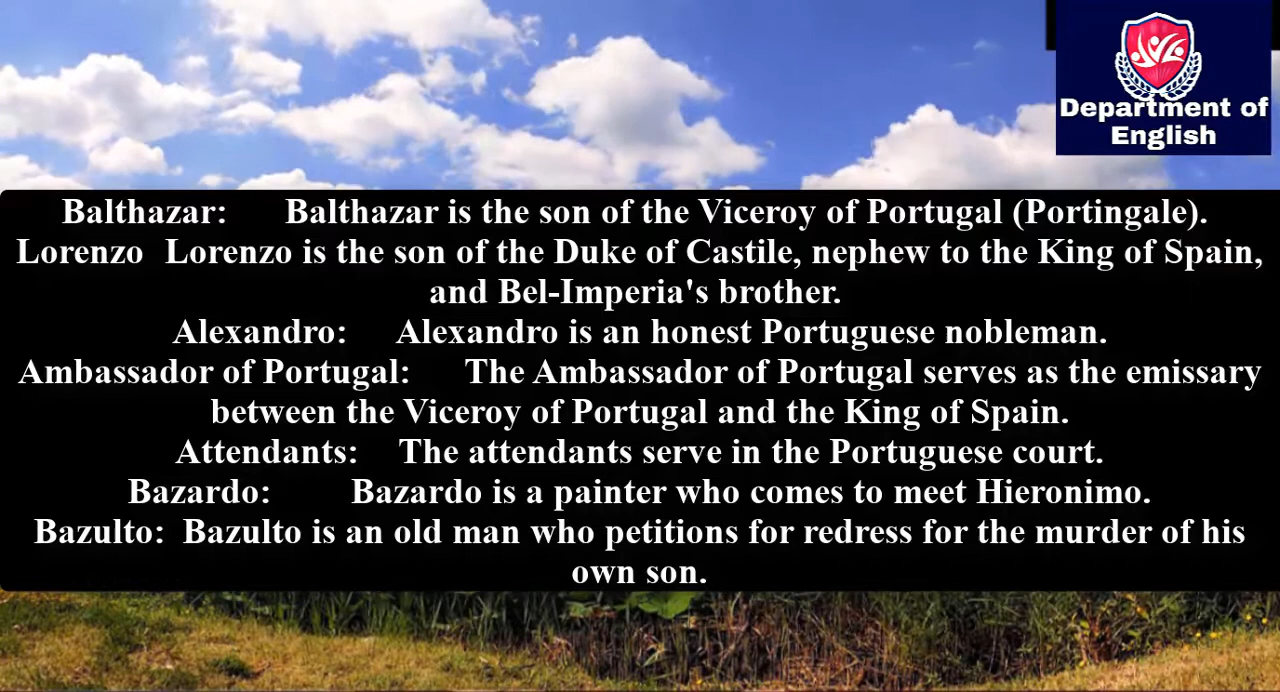 Department of
English
Balthazar: Balthazar is the son of the Viceroy of Portugal (Portingale).
Lorenzo Lorenzo is the son of the Duke of Castile, nephew to the King of Spain,
and Bel-Imperia's brother.
Alexandro: Alexandro is an honest Portuguese nobleman.
Ambassador of Portugal: The Ambassador of Portugal serves as the emissary
between the Viceroy of Portugal and the King of Spain.
Attendants: The attendants serve in the Portuguese court.
Bazardo: Bazardo is a painter who comes to meet Hieronimo.
Bazulto: Bazulto is an old man who petitions for redress for the murder of his
own son.